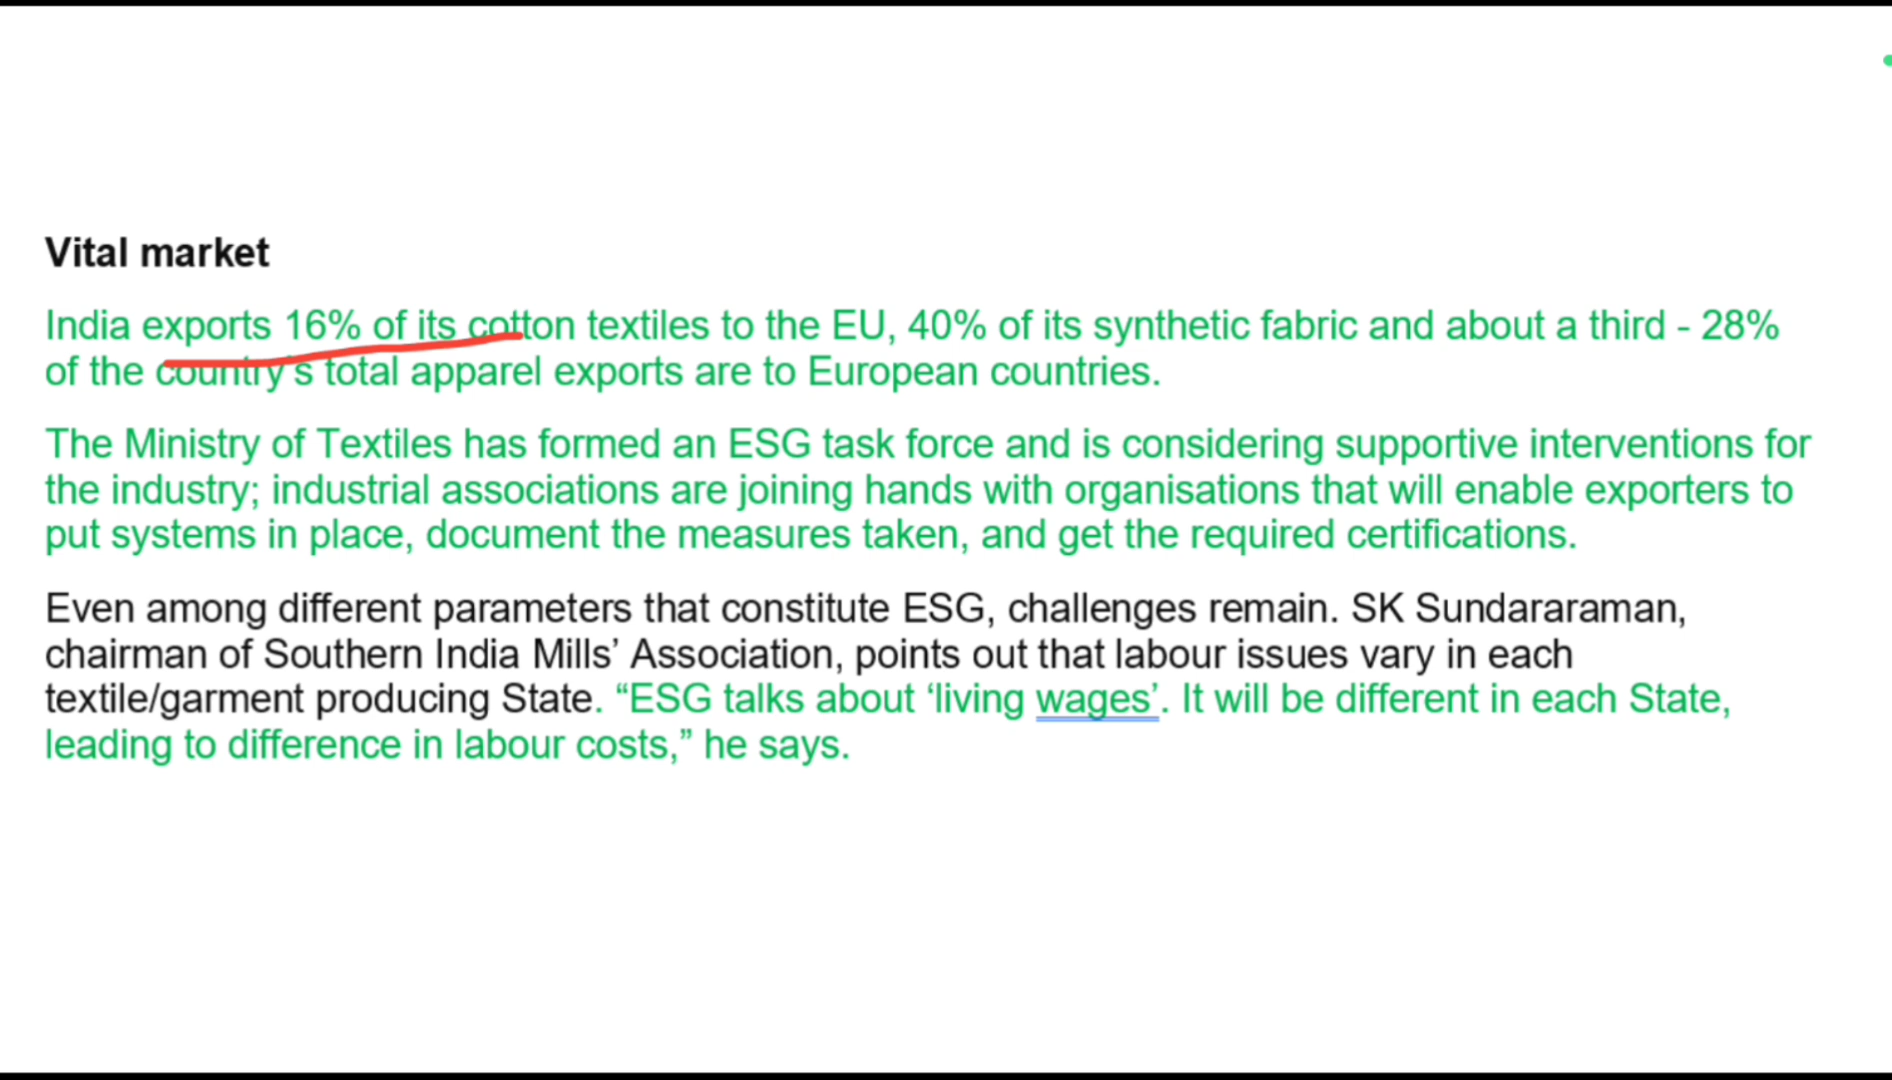 Vital market
India exports 16% of its cotton textiles to the EU, 40% of its synthetic fabric and about a third - 28%
of the country's total apparel exports are to European countries.
The Ministry of Textiles has formed an ESG task force and is considering supportive interventions for
the industry; industrial associations are joining hands with organisations that will enable exporters to
put systems in place, document the measures taken, and get the required certifications.
Even among different parameters that constitute ESG, challenges remain. SK Sundararaman,
chairman of Southern India Mills’ Association, points out that labour issues vary in each
textile/garment producing State. “ESG talks about ‘living wages’. It will be different in each State,
leading to difference in labour costs,” he says.